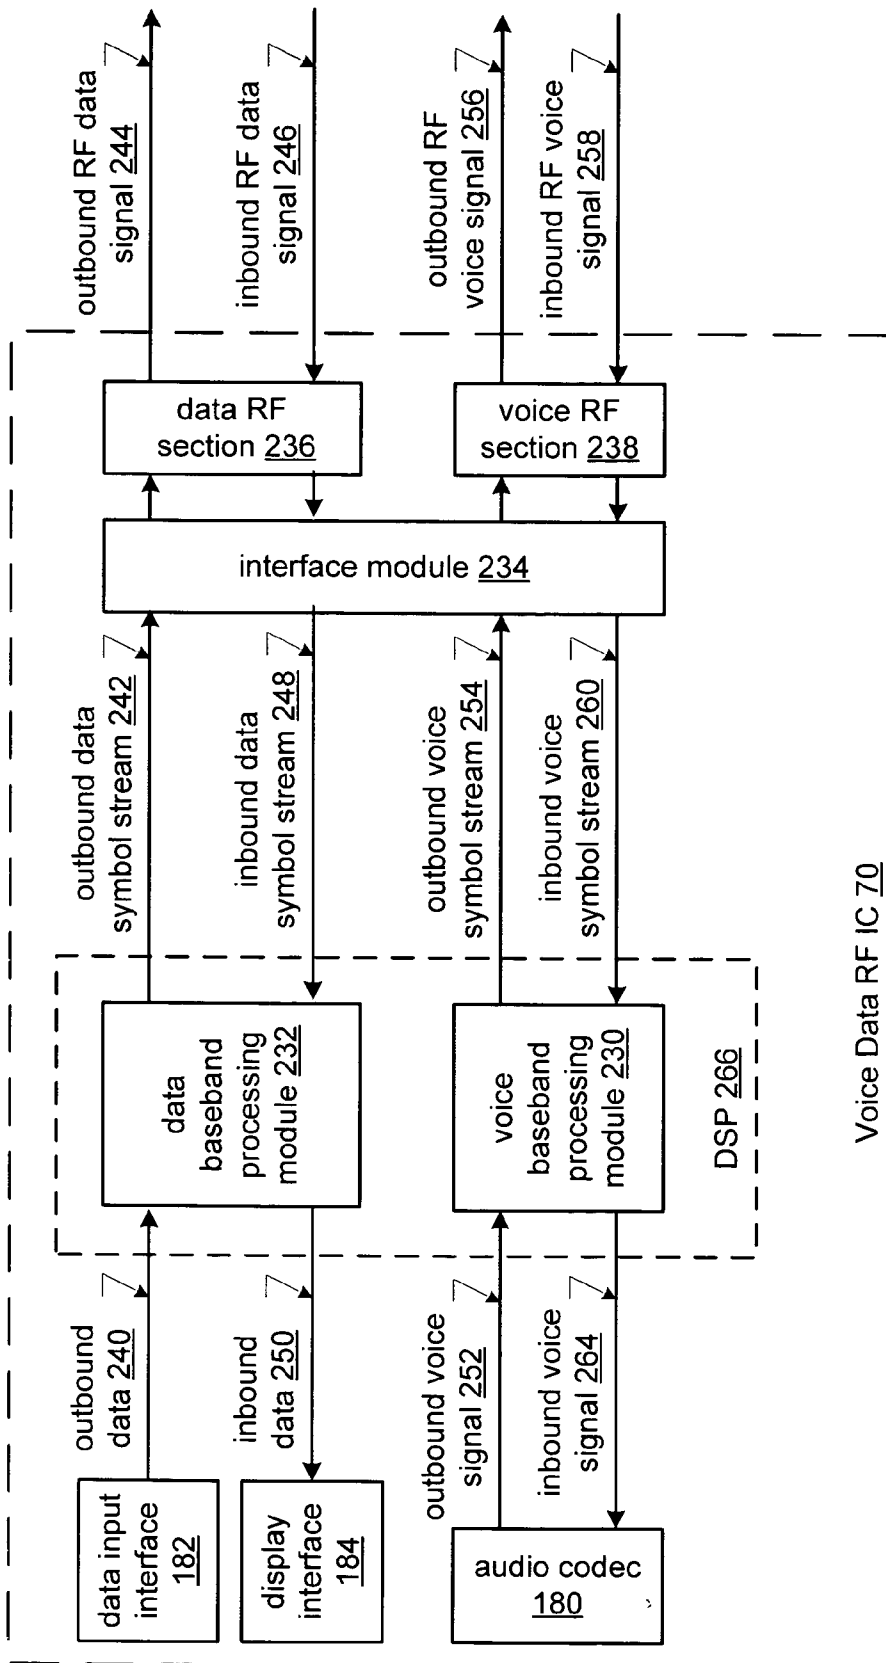 data input
interface
182
display
interface
184
audio codec
180
outbound
data 240
inbound
data 250
outbound voice
signal 252
inbound voice
signal 264
data
baseband
processing
module 232
voice
baseband
processing
module 230
DSP 266
outbound data
symbol stream 242
inbound data
symbol stream 248
outbound voice
symbol stream 254
inbound voice
symbol stream 260
interface module 234
data RF
section 236
voice RF
section 238
outbound RF data
signal 244
inbound RF data
signal 246
outbound RF
voice signal 256
inbound RF voice
signal 258
Voice Data RF IC 70